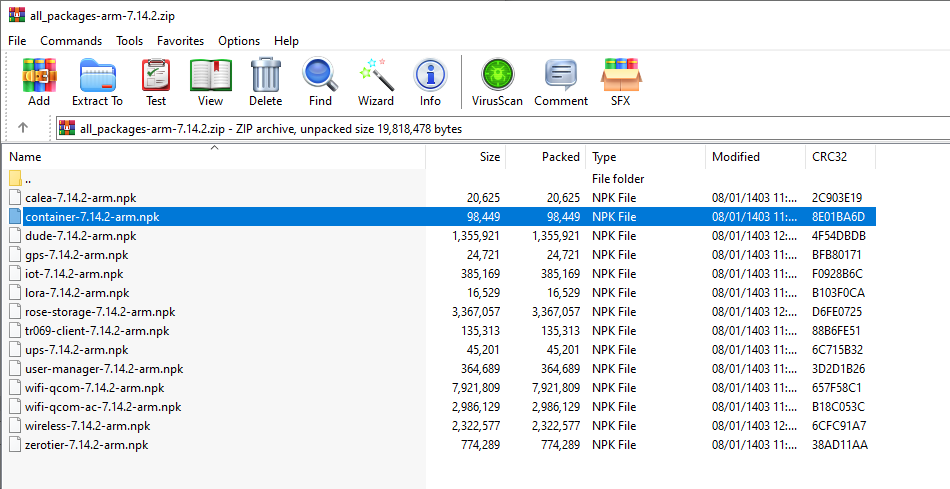 all_packages-arm-7.14.2.zip
File Commands Tools Favorites Options Help
Add Extract To Test View Delete Find Wizard Info VirusScan Comment SFX
all_packages-arm-7.14.2.zip - ZIP archive, unpacked size 19,818,478 bytes
Name Size Packed Type Modified CRC32
.. File folder
calea-7.14.2-arm.npk 20,625 20,625 NPK File 08/01/1403 11:... 2C903E19
container-7.14.2-arm.npk 98,449 98,449 NPK File 08/01/1403 11:... 8E01BA6D
dude-7.14.2-arm.npk 1,355,921 1,355,921 NPK File 08/01/1403 12:... 4F54DBDB
gps-7.14.2-arm.npk 24,721 24,721 NPK File 08/01/1403 11:... BFB80171
iot-7.14.2-arm.npk 385,169 385,169 NPK File 08/01/1403 11:... F0928B6C
lora-7.14.2-arm.npk 16,529 16,529 NPK File 08/01/1403 11:... B103F0CA
rose-storage-7.14.2-arm.npk 3,367,057 3,367,057 NPK File 08/01/1403 12:... D6FE0725
tr069-client-7.14.2-arm.npk 135,313 135,313 NPK File 08/01/1403 11:... 88B6FE51
ups-7.14.2-arm.npk 45,201 45,201 NPK File 08/01/1403 11:... 6C715B32
user-manager-7.14.2-arm.npk 364,689 364,689 NPK File 08/01/1403 11:... 3D2D1B26
wifi-qcom-7.14.2-arm.npk 7,921,809 7,921,809 NPK File 08/01/1403 11:... 657F58C1
wifi-qcom-ac-7.14.2-arm.npk 2,986,129 2,986,129 NPK File 08/01/1403 11:... B18C053C
wireless-7.14.2-arm.npk 2,322,577 2,322,577 NPK File 08/01/1403 12:... 6CFC91A7
zerotier-7.14.2-arm.npk 774,289 774,289 NPK File 08/01/1403 11:... 38AD11AA